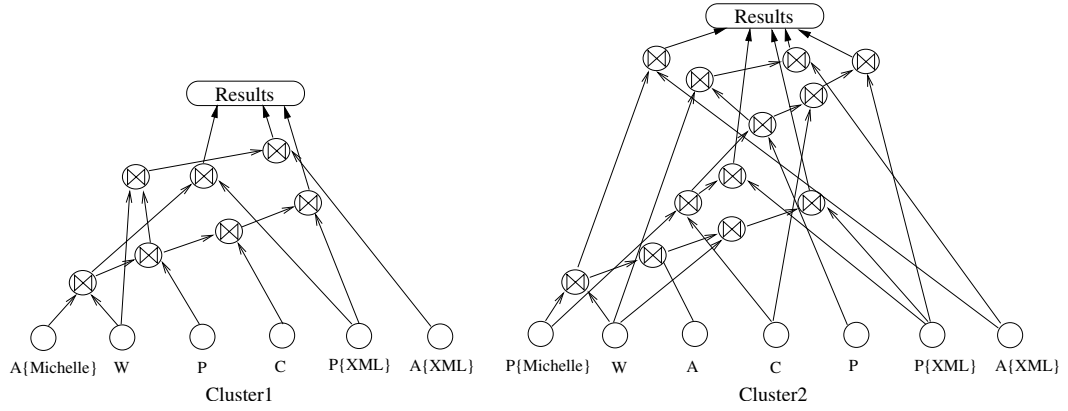 Results
A{Michelle} W P C P{XML} A{XML}
Cluster1
Results
P{Michelle} W A C P P{XML} A{XML}
Cluster2